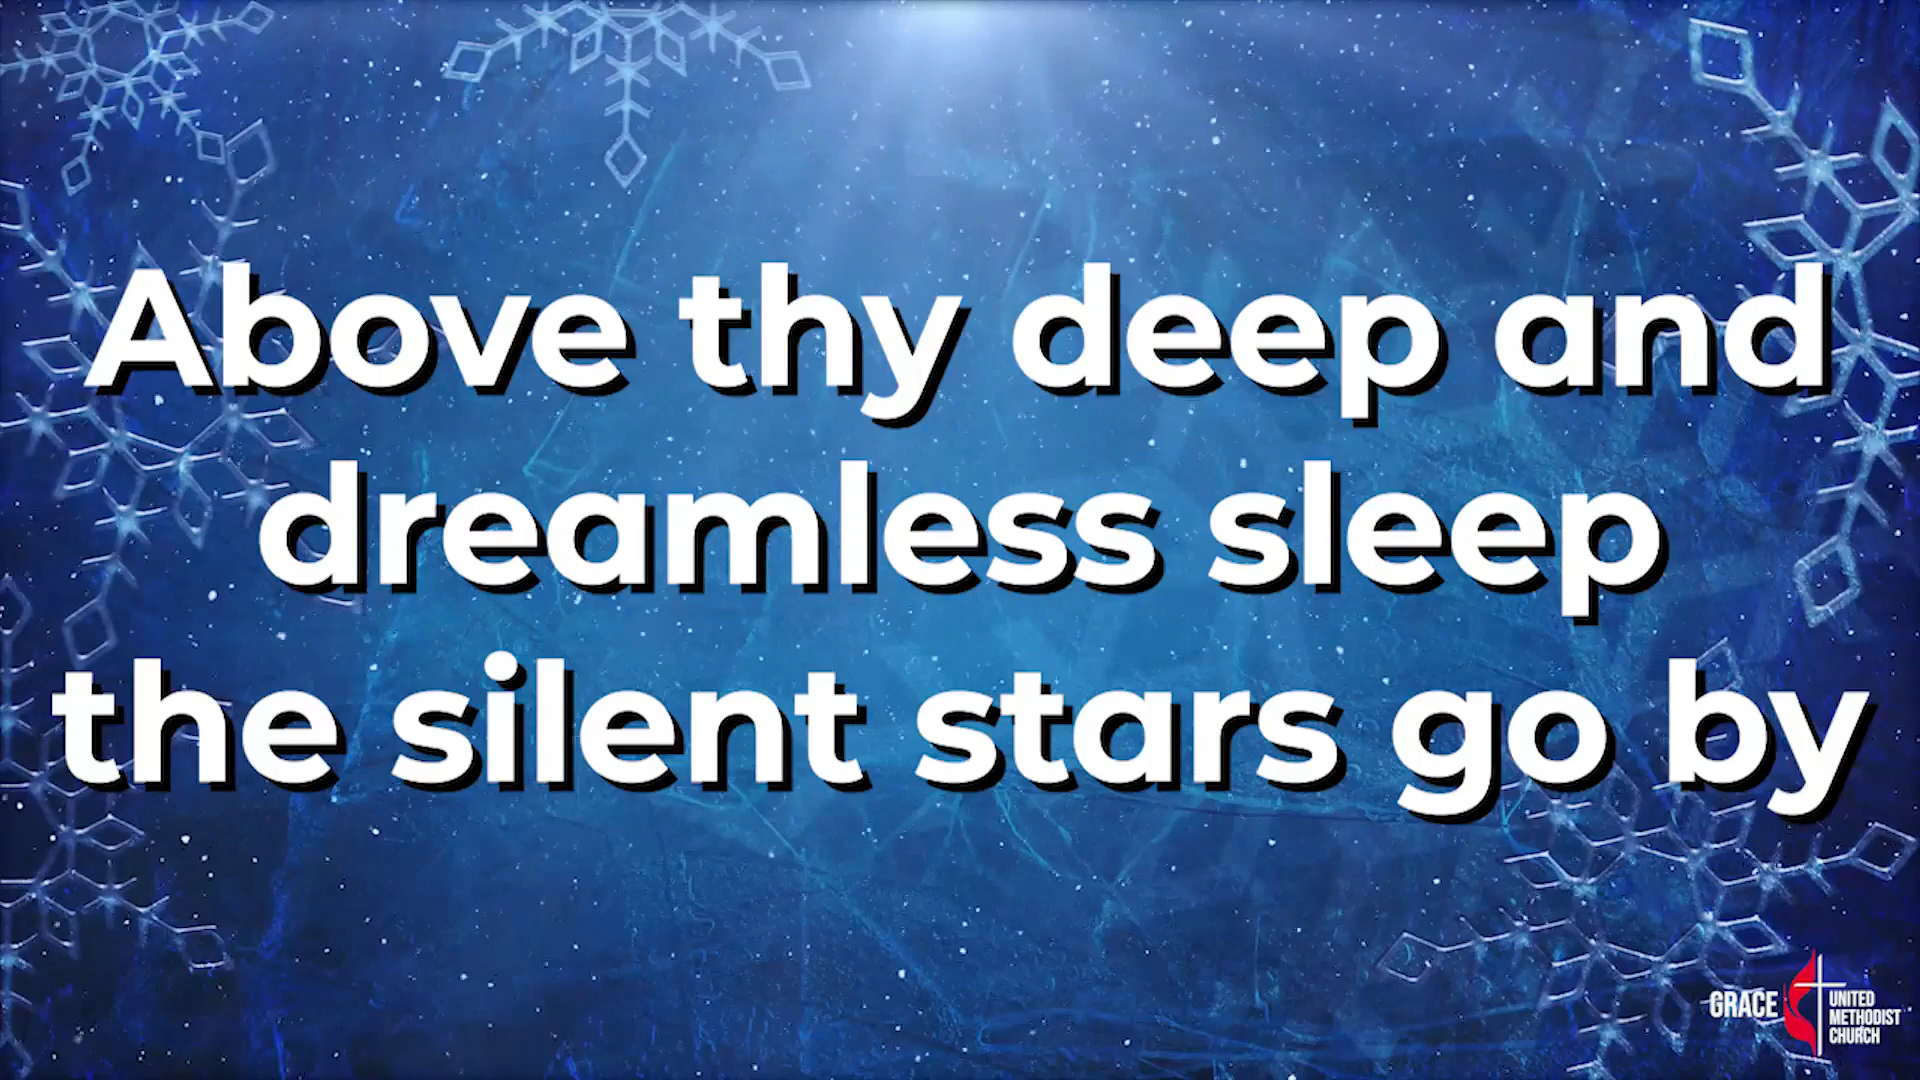 Above thy deep and
dreamless sleep
the silent stars go by
GRACE
UNITED
METHODIST
CHURCH